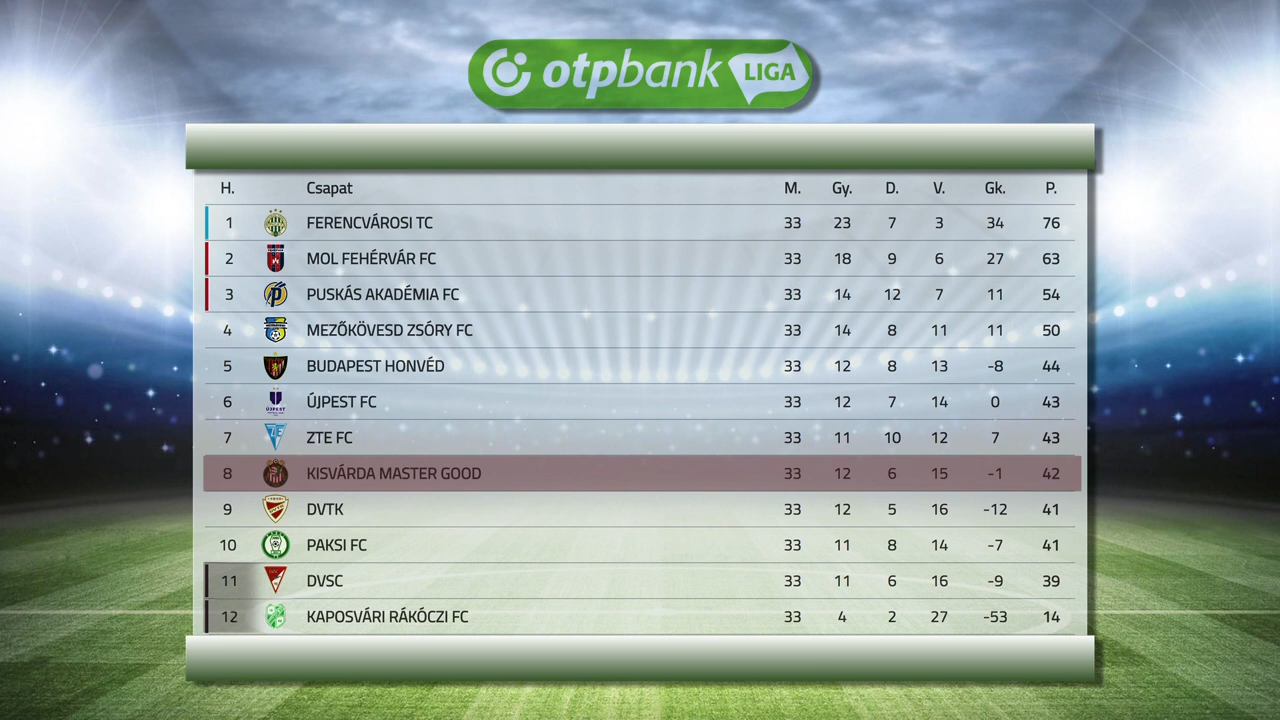 otpbank LIGA
H. Csapat M. Gy. D. V. Gk. P.
1 FERENCVÁROSI TC 33 23 7 3 34 76
2 MOL FEHÉRVÁR FC 33 18 9 6 27 63
3 PUSKÁS AKADÉMIA FC 33 14 12 7 11 54
4 MEZŐKÖVESD ZSÓRY FC 33 14 8 11 11 50
5 BUDAPEST HONVÉD 33 12 8 13 -8 44
6 ÚJPEST FC 33 12 7 14 0 43
7 ZTE FC 33 11 10 12 7 43
8 KISVÁRDA MASTER GOOD 33 12 6 15 -1 42
9 DVTK 33 12 5 16 -12 41
10 PAKSI FC 33 11 8 14 -7 41
11 DVSC 33 11 6 16 -9 39
12 KAPOSVÁRI RÁKÓCZI FC 33 4 2 27 -53 14